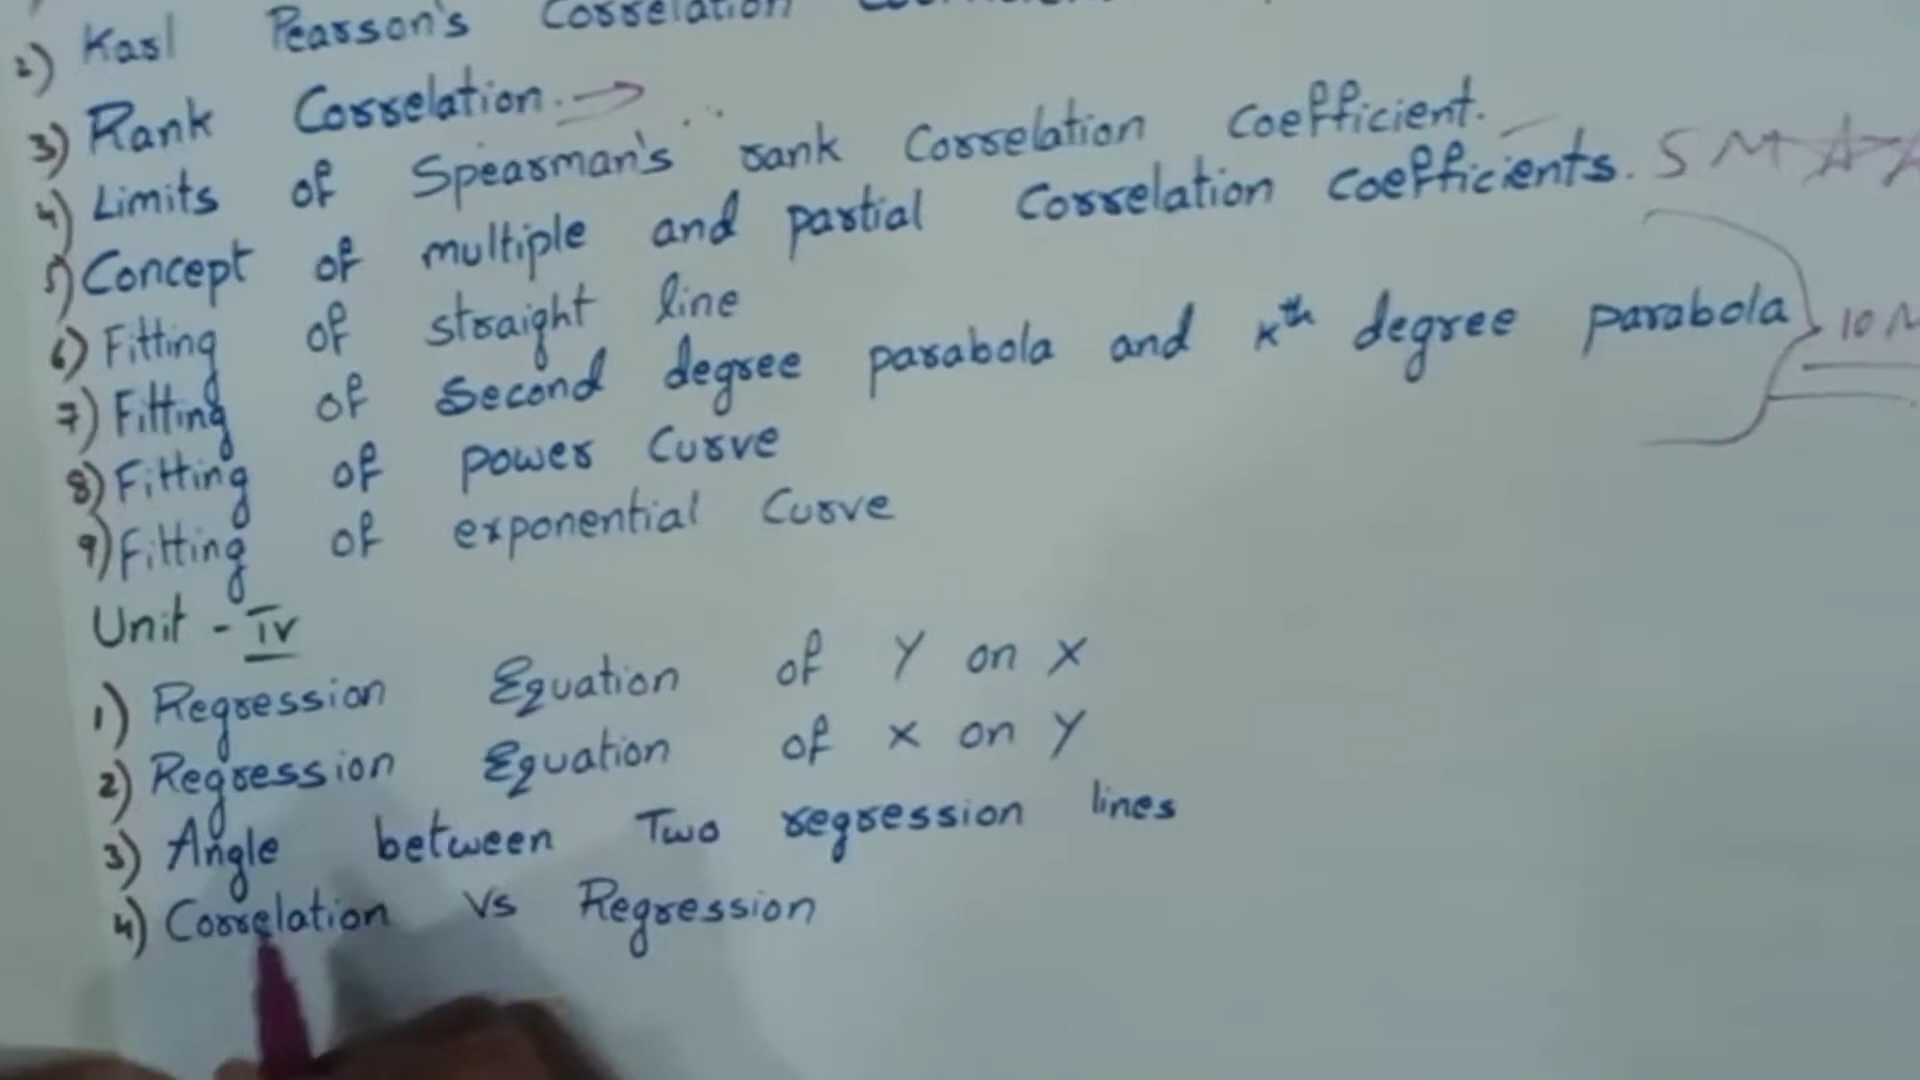 2) Karl Pearson's Correlation
3) Rank Correlation. →
4) Limits of Spearman's rank Correlation Coefficient.
5) Concept of multiple and partial Correlation Coefficients. 5M
6) Fitting of straight line
7) Fitting of Second degree parabola and Kth degree parabola 10M
8) Fitting of power Curve
9) Fitting of exponential Curve
Unit - IV
1) Regression Equation of Y on X
2) Regression Equation of X on Y
3) Angle between Two regression lines
4) Correlation Vs Regression